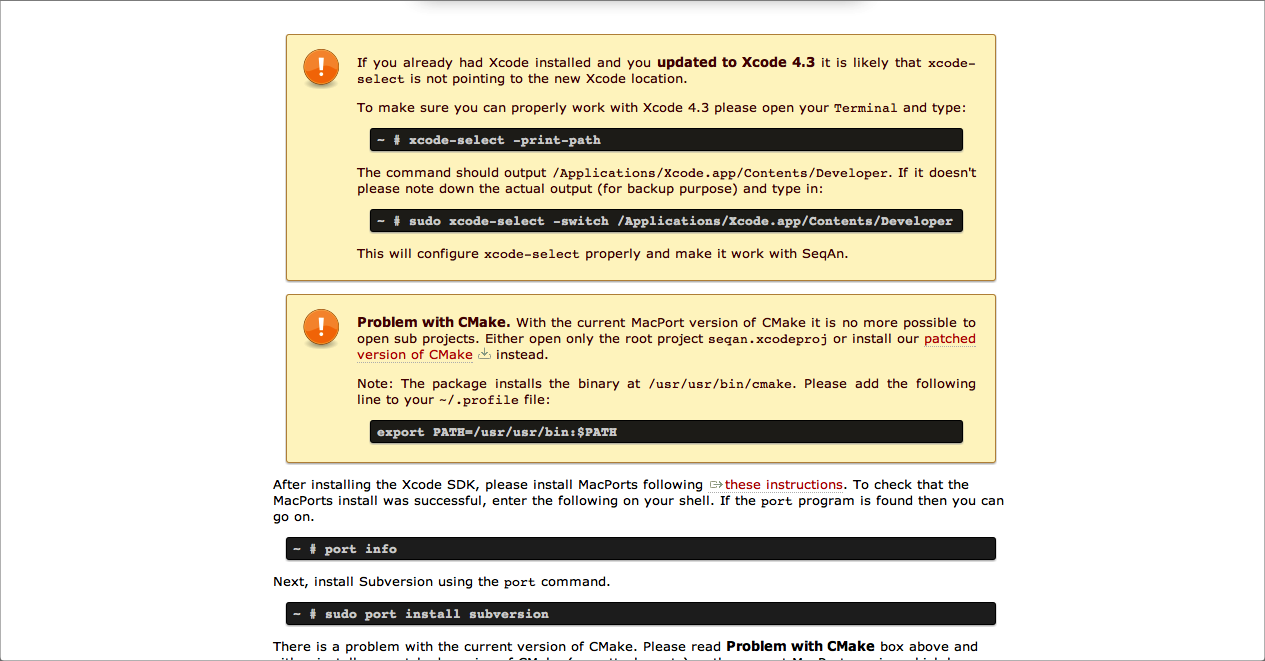 If you already had Xcode installed and you updated to Xcode 4.3 it is likely that xcode-
select is not pointing to the new Xcode location.
To make sure you can properly work with Xcode 4.3 please open your Terminal and type:
~ # xcode-select -print-path
The command should output /Applications/Xcode.app/Contents/Developer. If it doesn't
please note down the actual output (for backup purpose) and type in:
~ # sudo xcode-select -switch /Applications/Xcode.app/Contents/Developer
This will configure xcode-select properly and make it work with SeqAn.
Problem with CMake. With the current MacPort version of CMake it is no more possible to
open sub projects. Either open only the root project seqan.xcodeproj or install our patched
version of CMake instead.
Note: The package installs the binary at /usr/usr/bin/cmake. Please add the following
line to your ~/.profile file:
export PATH=/usr/usr/bin:$PATH
After installing the Xcode SDK, please install MacPorts following these instructions. To check that the
MacPorts install was successful, enter the following on your shell. If the port program is found then you can
go on.
~ # port info
Next, install Subversion using the port command.
~ # sudo port install subversion
There is a problem with the current version of CMake. Please read Problem with CMake box above and